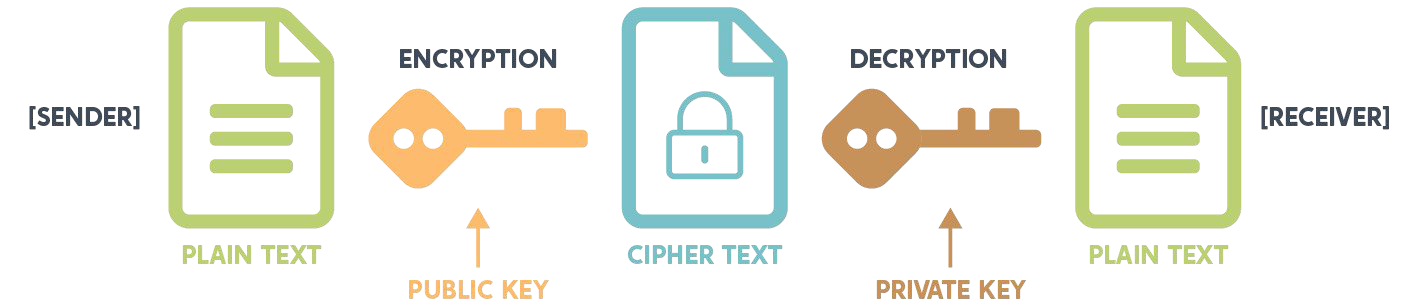 [SENDER]
PLAIN TEXT
ENCRYPTION
PUBLIC KEY
CIPHER TEXT
DECRYPTION
PRIVATE KEY
PLAIN TEXT
[RECEIVER]